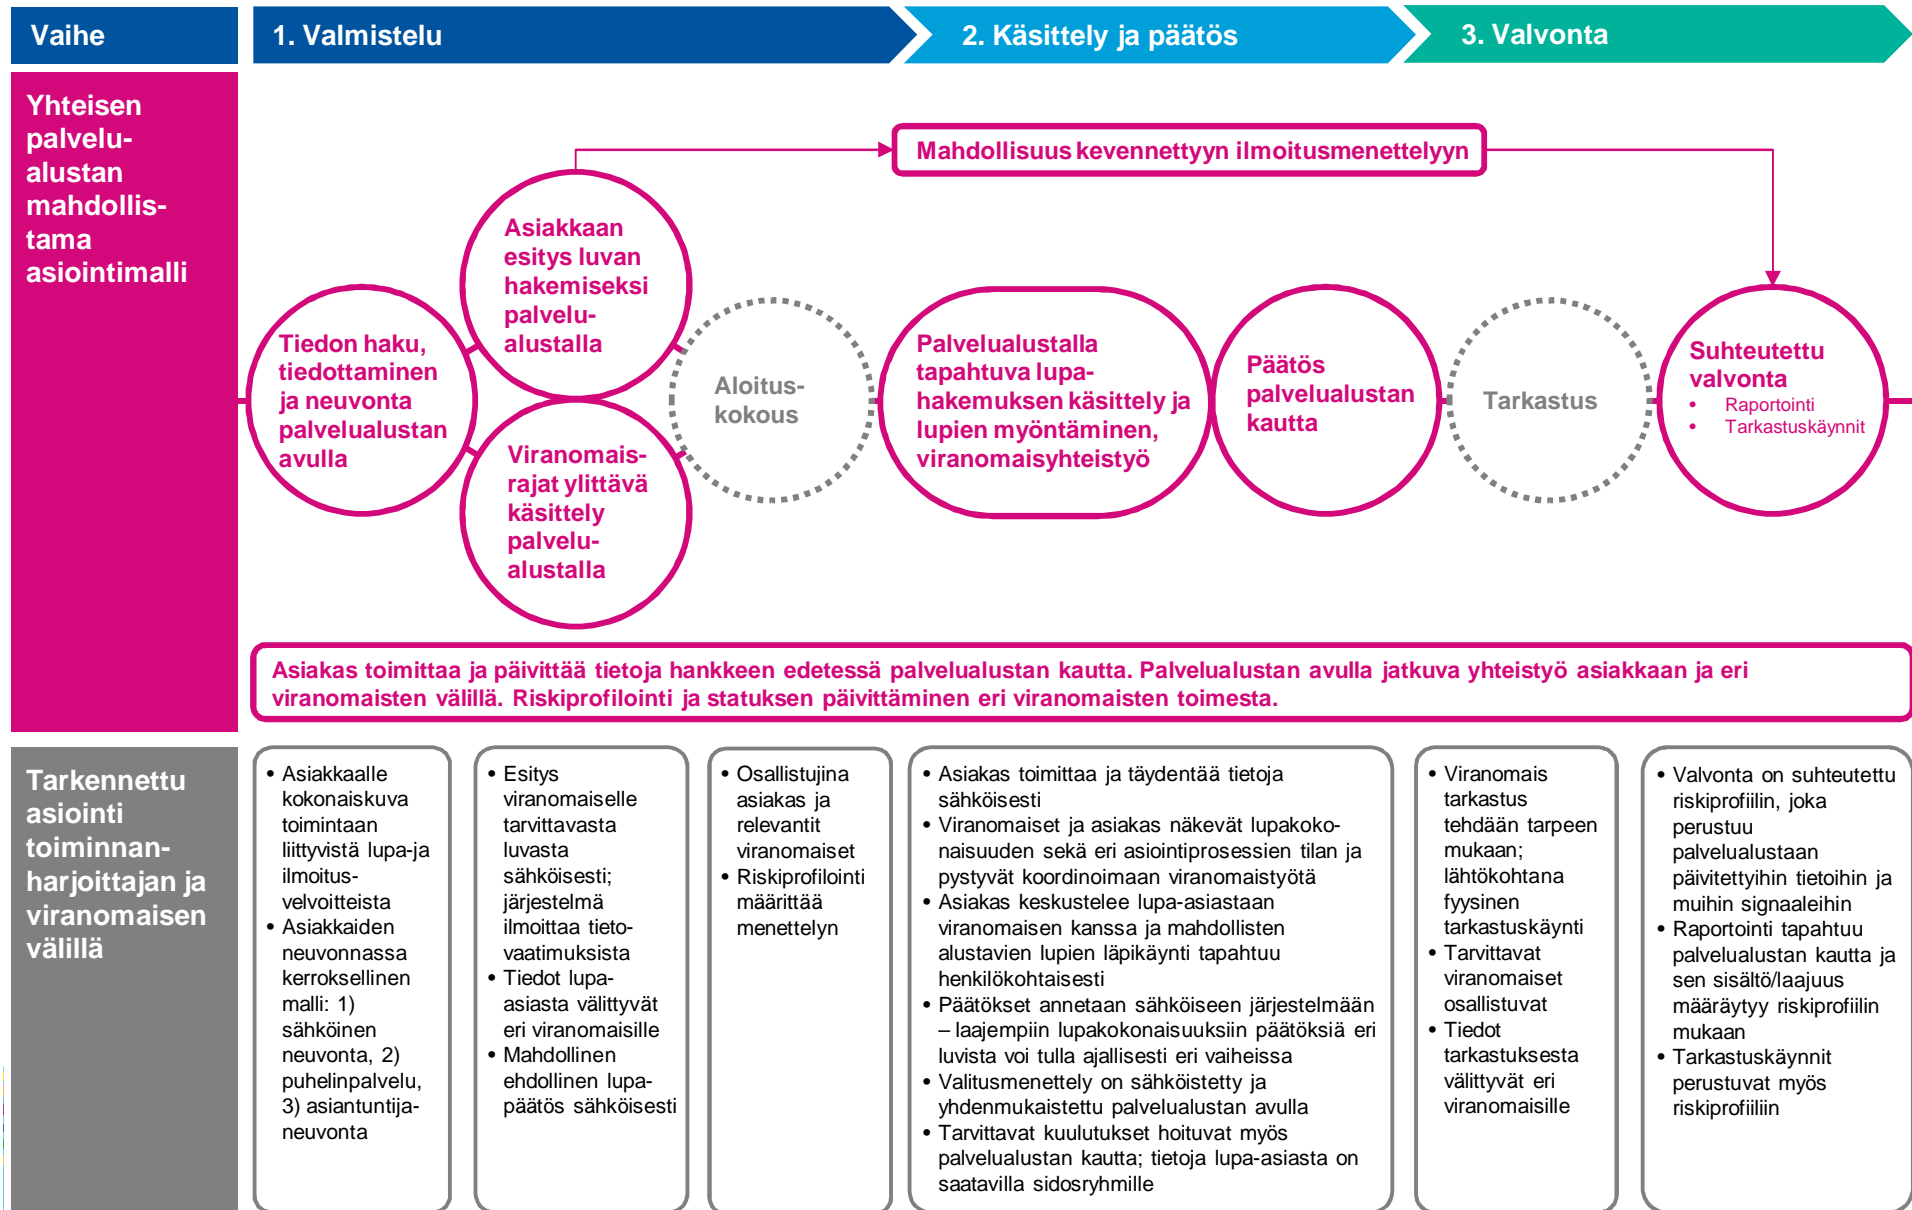 Vaihe
1. Valmistelu
2. Käsittely ja päätös
3. Valvonta
Yhteisen
palvelu-
alustan
mahdollis-
tama
asiointimalli
Mahdollisuus kevennettyyn ilmoitusmenettelyyn
Tiedon haku,
tiedottaminen
ja neuvonta
palvelualustan
avulla
Asiakkaan
esitys luvan
hakemiseksi
palvelu-
alustalla
Viranomais-
rajat ylittävä
käsittely
palvelu-
alustalla
Aloitus-
kokous
Palvelualustalla
tapahtuva lupa-
hakemuksen käsittely ja
lupien myöntäminen,
viranomaisyhteistyö
Päätös
palvelualustan
kautta
Tarkastus
Suhteutettu
valvonta
• Raportointi
• Tarkastuskäynnit
Asiakas toimittaa ja päivittää tietoja hankkeen edetessä palvelualustan kautta. Palvelualustan avulla jatkuva yhteistyö asiakkaan ja eri
viranomaisten välillä. Riskiprofilointi ja statuksen päivittäminen eri viranomaisten toimesta.
Tarkennettu
asiointi
toiminnan-
harjoittajan ja
viranomaisen
välillä
• Asiakkaalle
kokonaiskuva
toimintaan
liittyvistä lupa-ja
ilmoitus-
velvoitteista
• Asiakkaiden
neuvonnassa
kerroksellinen
malli: 1)
sähköinen
neuvonta, 2)
puhelinpalvelu,
3) asiantuntija-
neuvonta
• Esitys
viranomaiselle
tarvittavasta
luvasta
sähköisesti;
järjestelmä
ilmoittaa tieto-
vaatimuksista
• Tiedot lupa-
asiasta välittyvät
eri viranomaisille
• Mahdollinen
ehdollinen lupa-
päätös sähköisesti
• Osallistujina
asiakas ja
relevantit
viranomaiset
• Riskiprofilointi
määrittää
menettelyn
• Asiakas toimittaa ja täydentää tietoja
sähköisesti
• Viranomaiset ja asiakas näkevät lupakoko-
naisuuden sekä eri asiointiprosessien tilan ja
pystyvät koordinoimaan viranomaistyötä
• Asiakas keskustelee lupa-asiastaan
viranomaisen kanssa ja mahdollisten
alustavien lupien läpikäynti tapahtuu
henkilökohtaisesti
• Päätökset annetaan sähköiseen järjestelmään
– laajempiin lupakokonaisuuksiin päätöksiä eri
luvista voi tulla ajallisesti eri vaiheissa
• Valitusmenettely on sähköistetty ja
yhdenmukaistettu palvelualustan avulla
• Tarvittavat kuulutukset hoituvat myös
palvelualustan kautta; tietoja lupa-asiasta on
saatavilla sidosryhmille
• Viranomais
tarkastus
tehdään tarpeen
mukaan;
lähtökohtana
fyysinen
tarkastuskäynti
• Tarvittavat
viranomaiset
osallistuvat
• Tiedot
tarkastuksesta
välittyvät eri
viranomaisille
• Valvonta on suhteutettu
riskiprofiilin, joka
perustuu
palvelualustaan
päivitettyihin tietoihin ja
muihin signaaleihin
• Raportointi tapahtuu
palvelualustan kautta ja
sen sisältö/laajuus
määräytyy riskiprofiilin
mukaan
• Tarkastuskäynnit
perustuvat myös
riskiprofiiliin